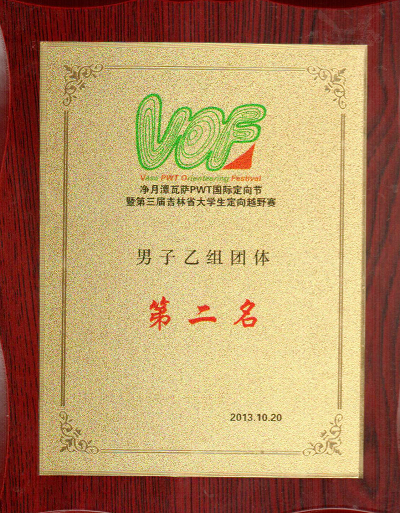 VOF
Vasa PWT Orienteering Festival
净月潭瓦萨PWT国际定向节
暨第三届吉林省大学生定向越野赛
男子乙组团体
第二名
2013.10.20